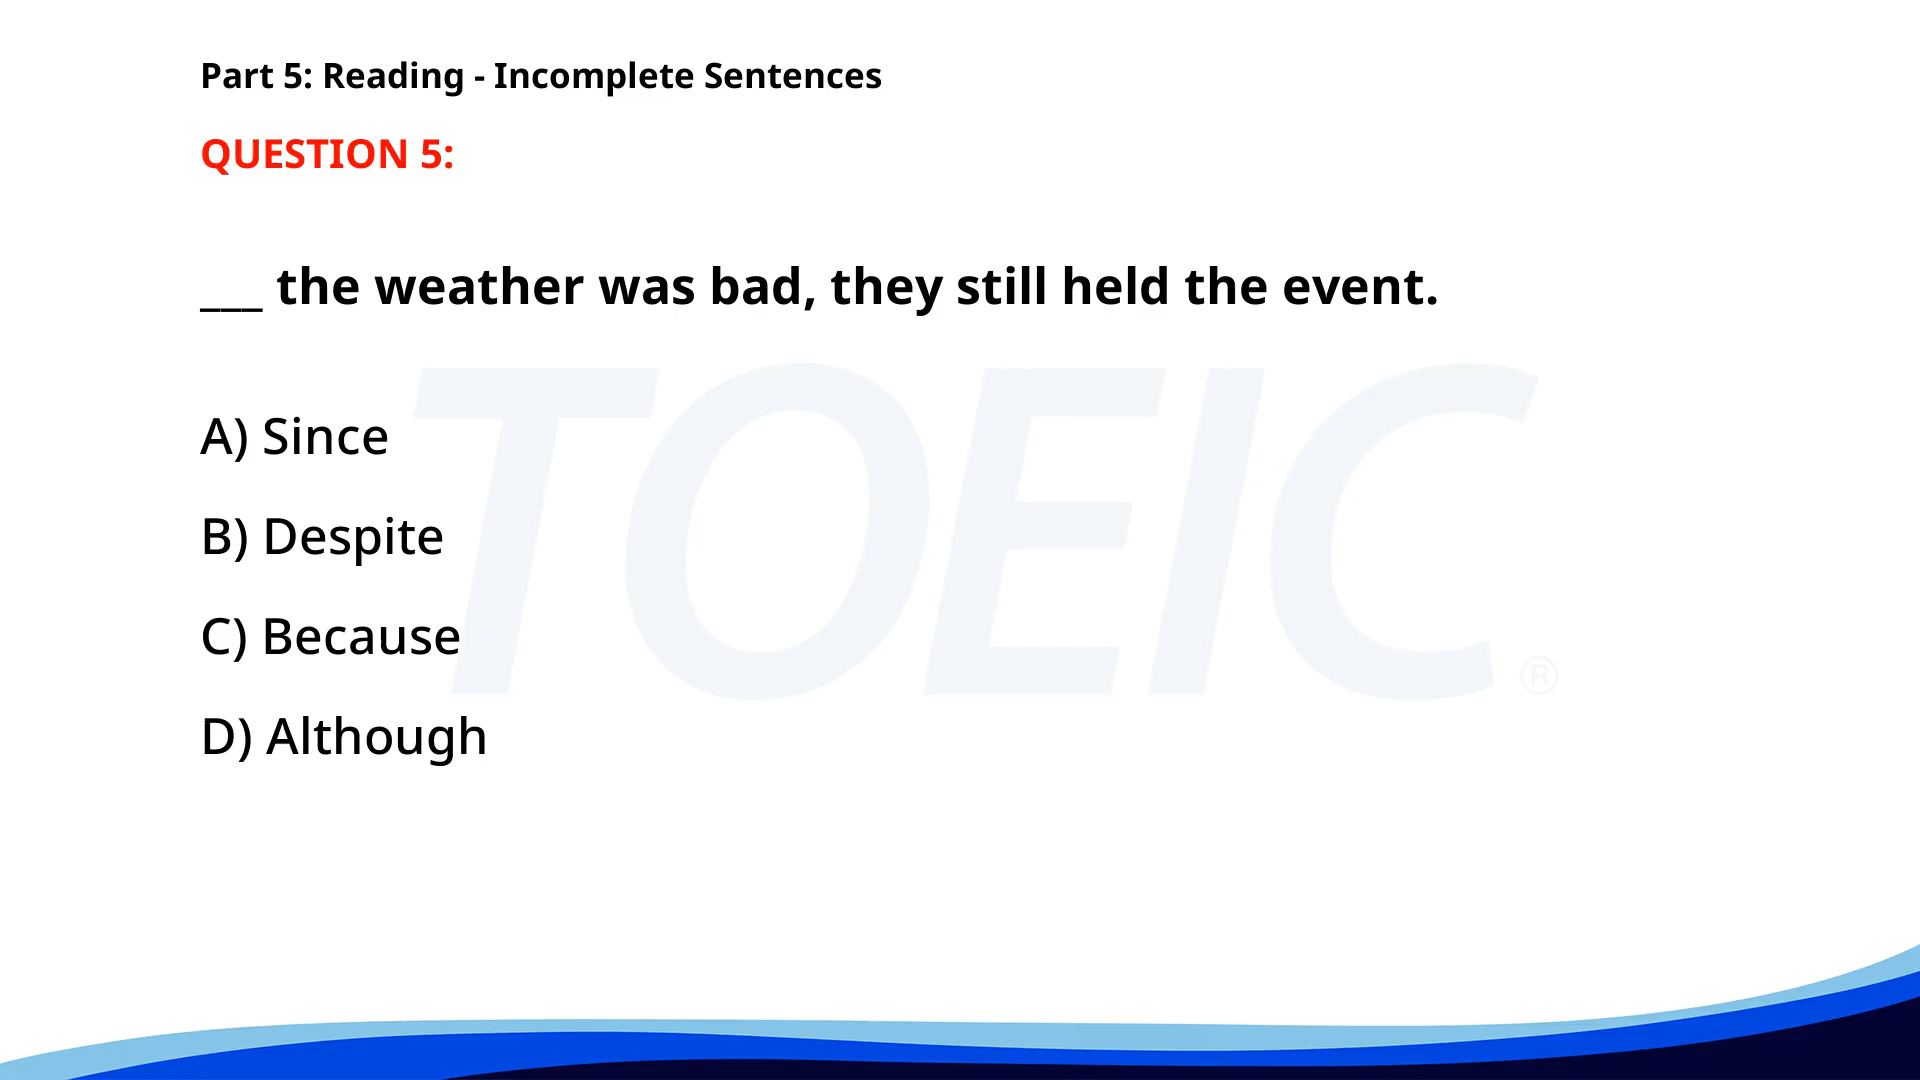 Part 5: Reading - Incomplete Sentences
QUESTION 5:
___ the weather was bad, they still held the event.
TOEIC®
A) Since
B) Despite
C) Because
D) Although